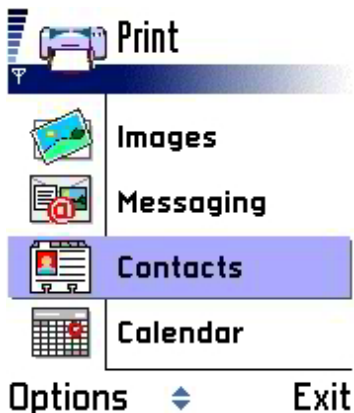 Print
Images
Messaging
Contacts
Calendar
Options Exit